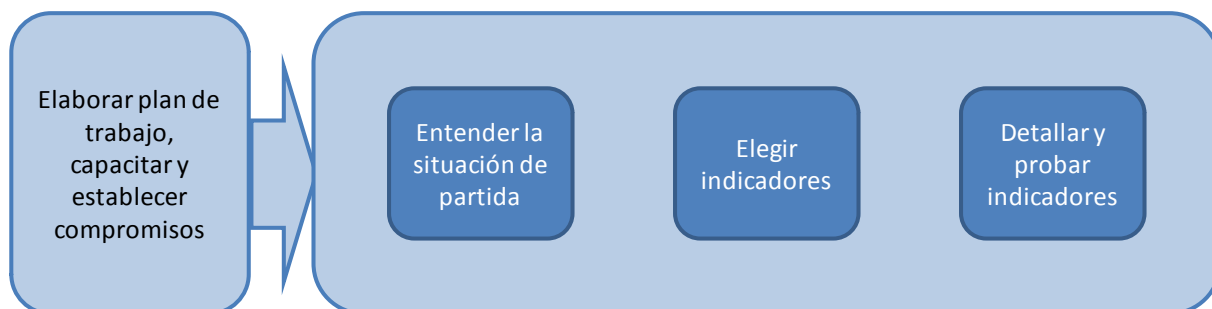 Elaborar plan de
trabajo,
capacitar y
establecer
compromisos
Entender la
situación de
partida
Elegir
indicadores
Detallar y
probar
indicadores